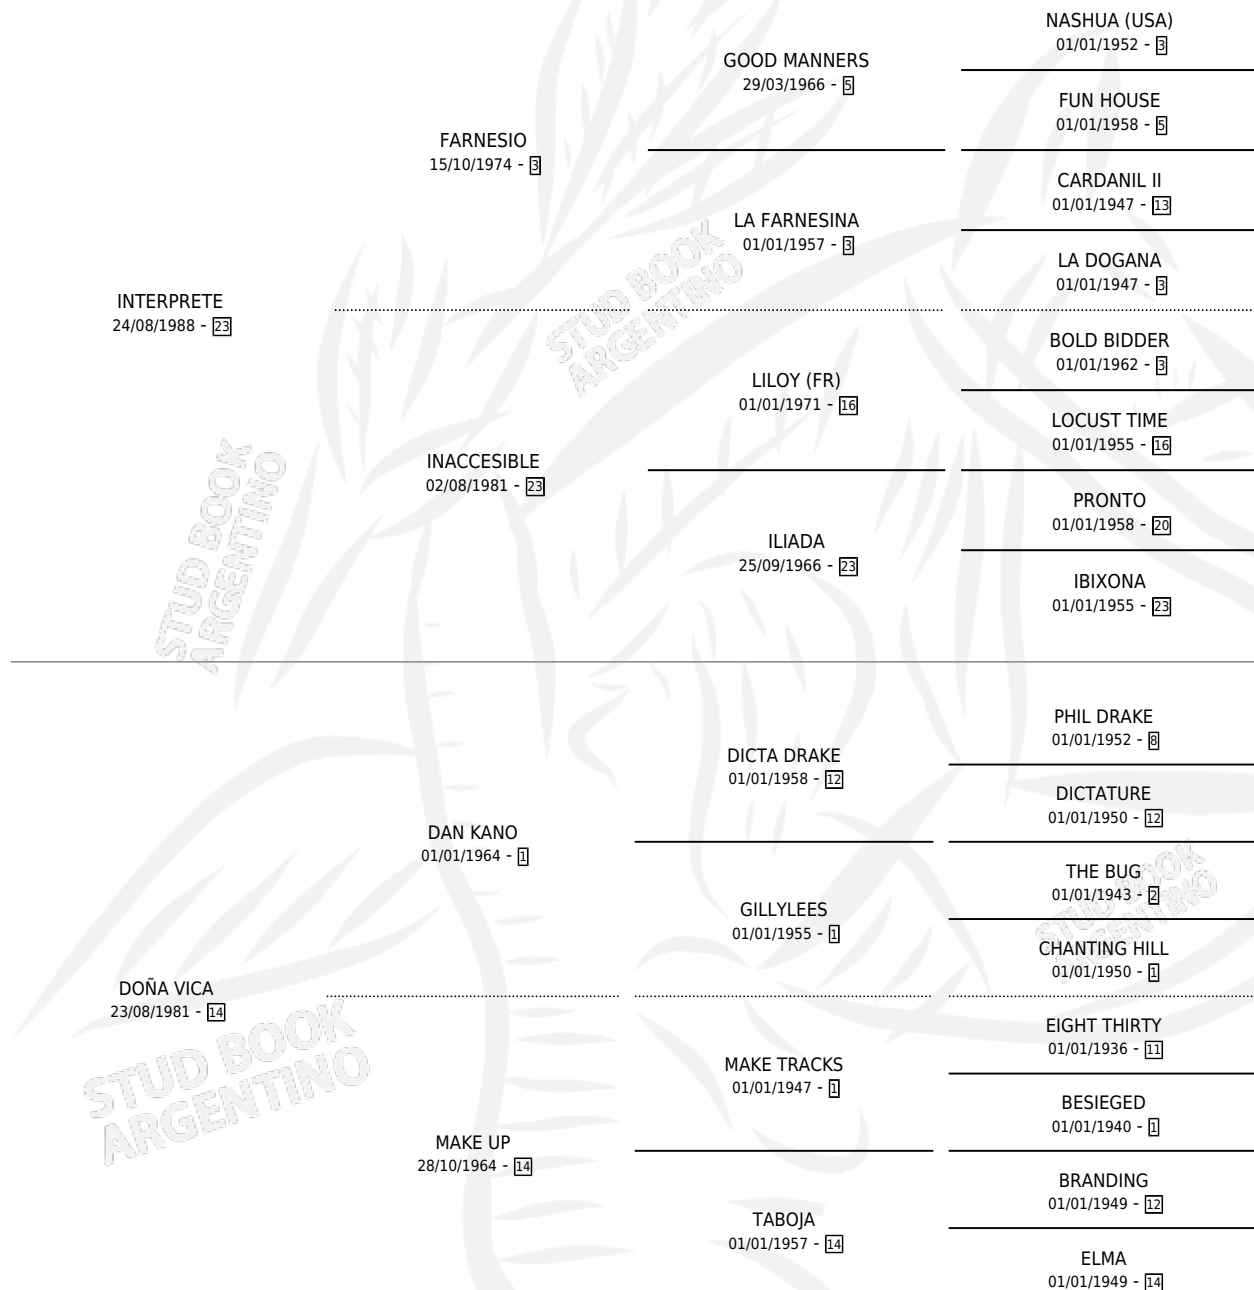 NASHUA (USA)
01/01/1952 - 3
GOOD MANNERS
29/03/1966 - 5
FUN HOUSE
01/01/1958 - 5
FARNESIO
15/10/1974 - 3
CARDANIL II
01/01/1947 - 13
LA FARNESINA
01/01/1957 - 3
LA DOGANA
01/01/1947 - 3
INTERPRETE
24/08/1988 - 23
BOLD BIDDER
01/01/1962 - 3
LILOY (FR)
01/01/1971 - 16
LOCUST TIME
01/01/1955 - 16
INACCESIBLE
02/08/1981 - 23
PRONTO
01/01/1958 - 20
ILIADA
25/09/1966 - 23
IBIXONA
01/01/1955 - 23
PHIL DRAKE
01/01/1952 - 8
DICTA DRAKE
01/01/1958 - 12
DICTATURE
01/01/1950 - 12
DAN KANO
01/01/1964 - 1
THE BUG
01/01/1943 - 2
GILLYLEES
01/01/1955 - 1
CHANTING HILL
01/01/1950 - 1
DOÑA VICA
23/08/1981 - 14
EIGHT THIRTY
01/01/1936 - 11
MAKE TRACKS
01/01/1947 - 1
BESIEGED
01/01/1940 - 1
MAKE UP
28/10/1964 - 14
BRANDING
01/01/1949 - 12
TABOJA
01/01/1957 - 14
ELMA
01/01/1949 - 14
STUD BOOK
ARGENTINO
STUD BOOK
ARGENTINO
STUD BOOK
ARGENTINO
STUD BOOK
ARGENTINO